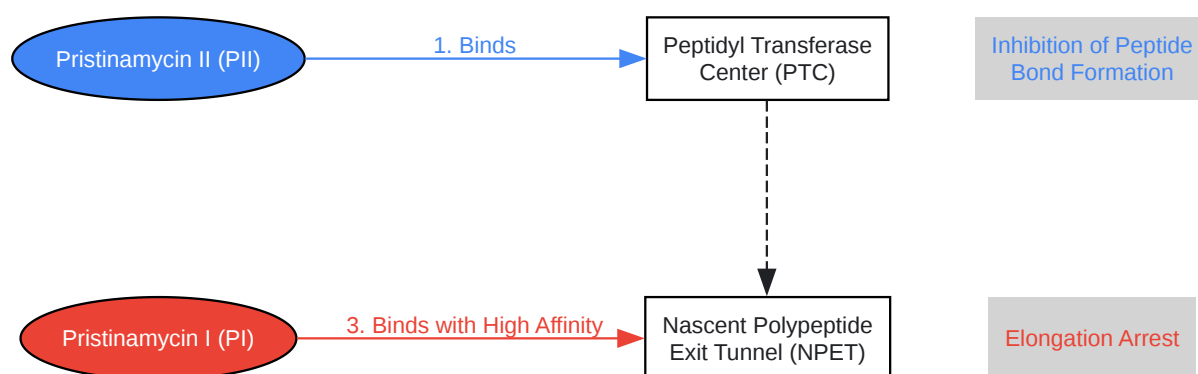 Pristinamycin II (PII)
1. Binds
Peptidyl Transferase
Center (PTC)
Inhibition of Peptide
Bond Formation
Pristinamycin I (PI)
3. Binds with High Affinity
Nascent Polypeptide
Exit Tunnel (NPET)
Elongation Arrest